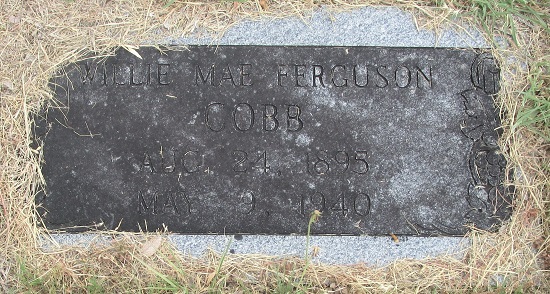 WILLIE MAE FERGUSON
COBB
AUG. 24, 1895
MAY 9, 1940